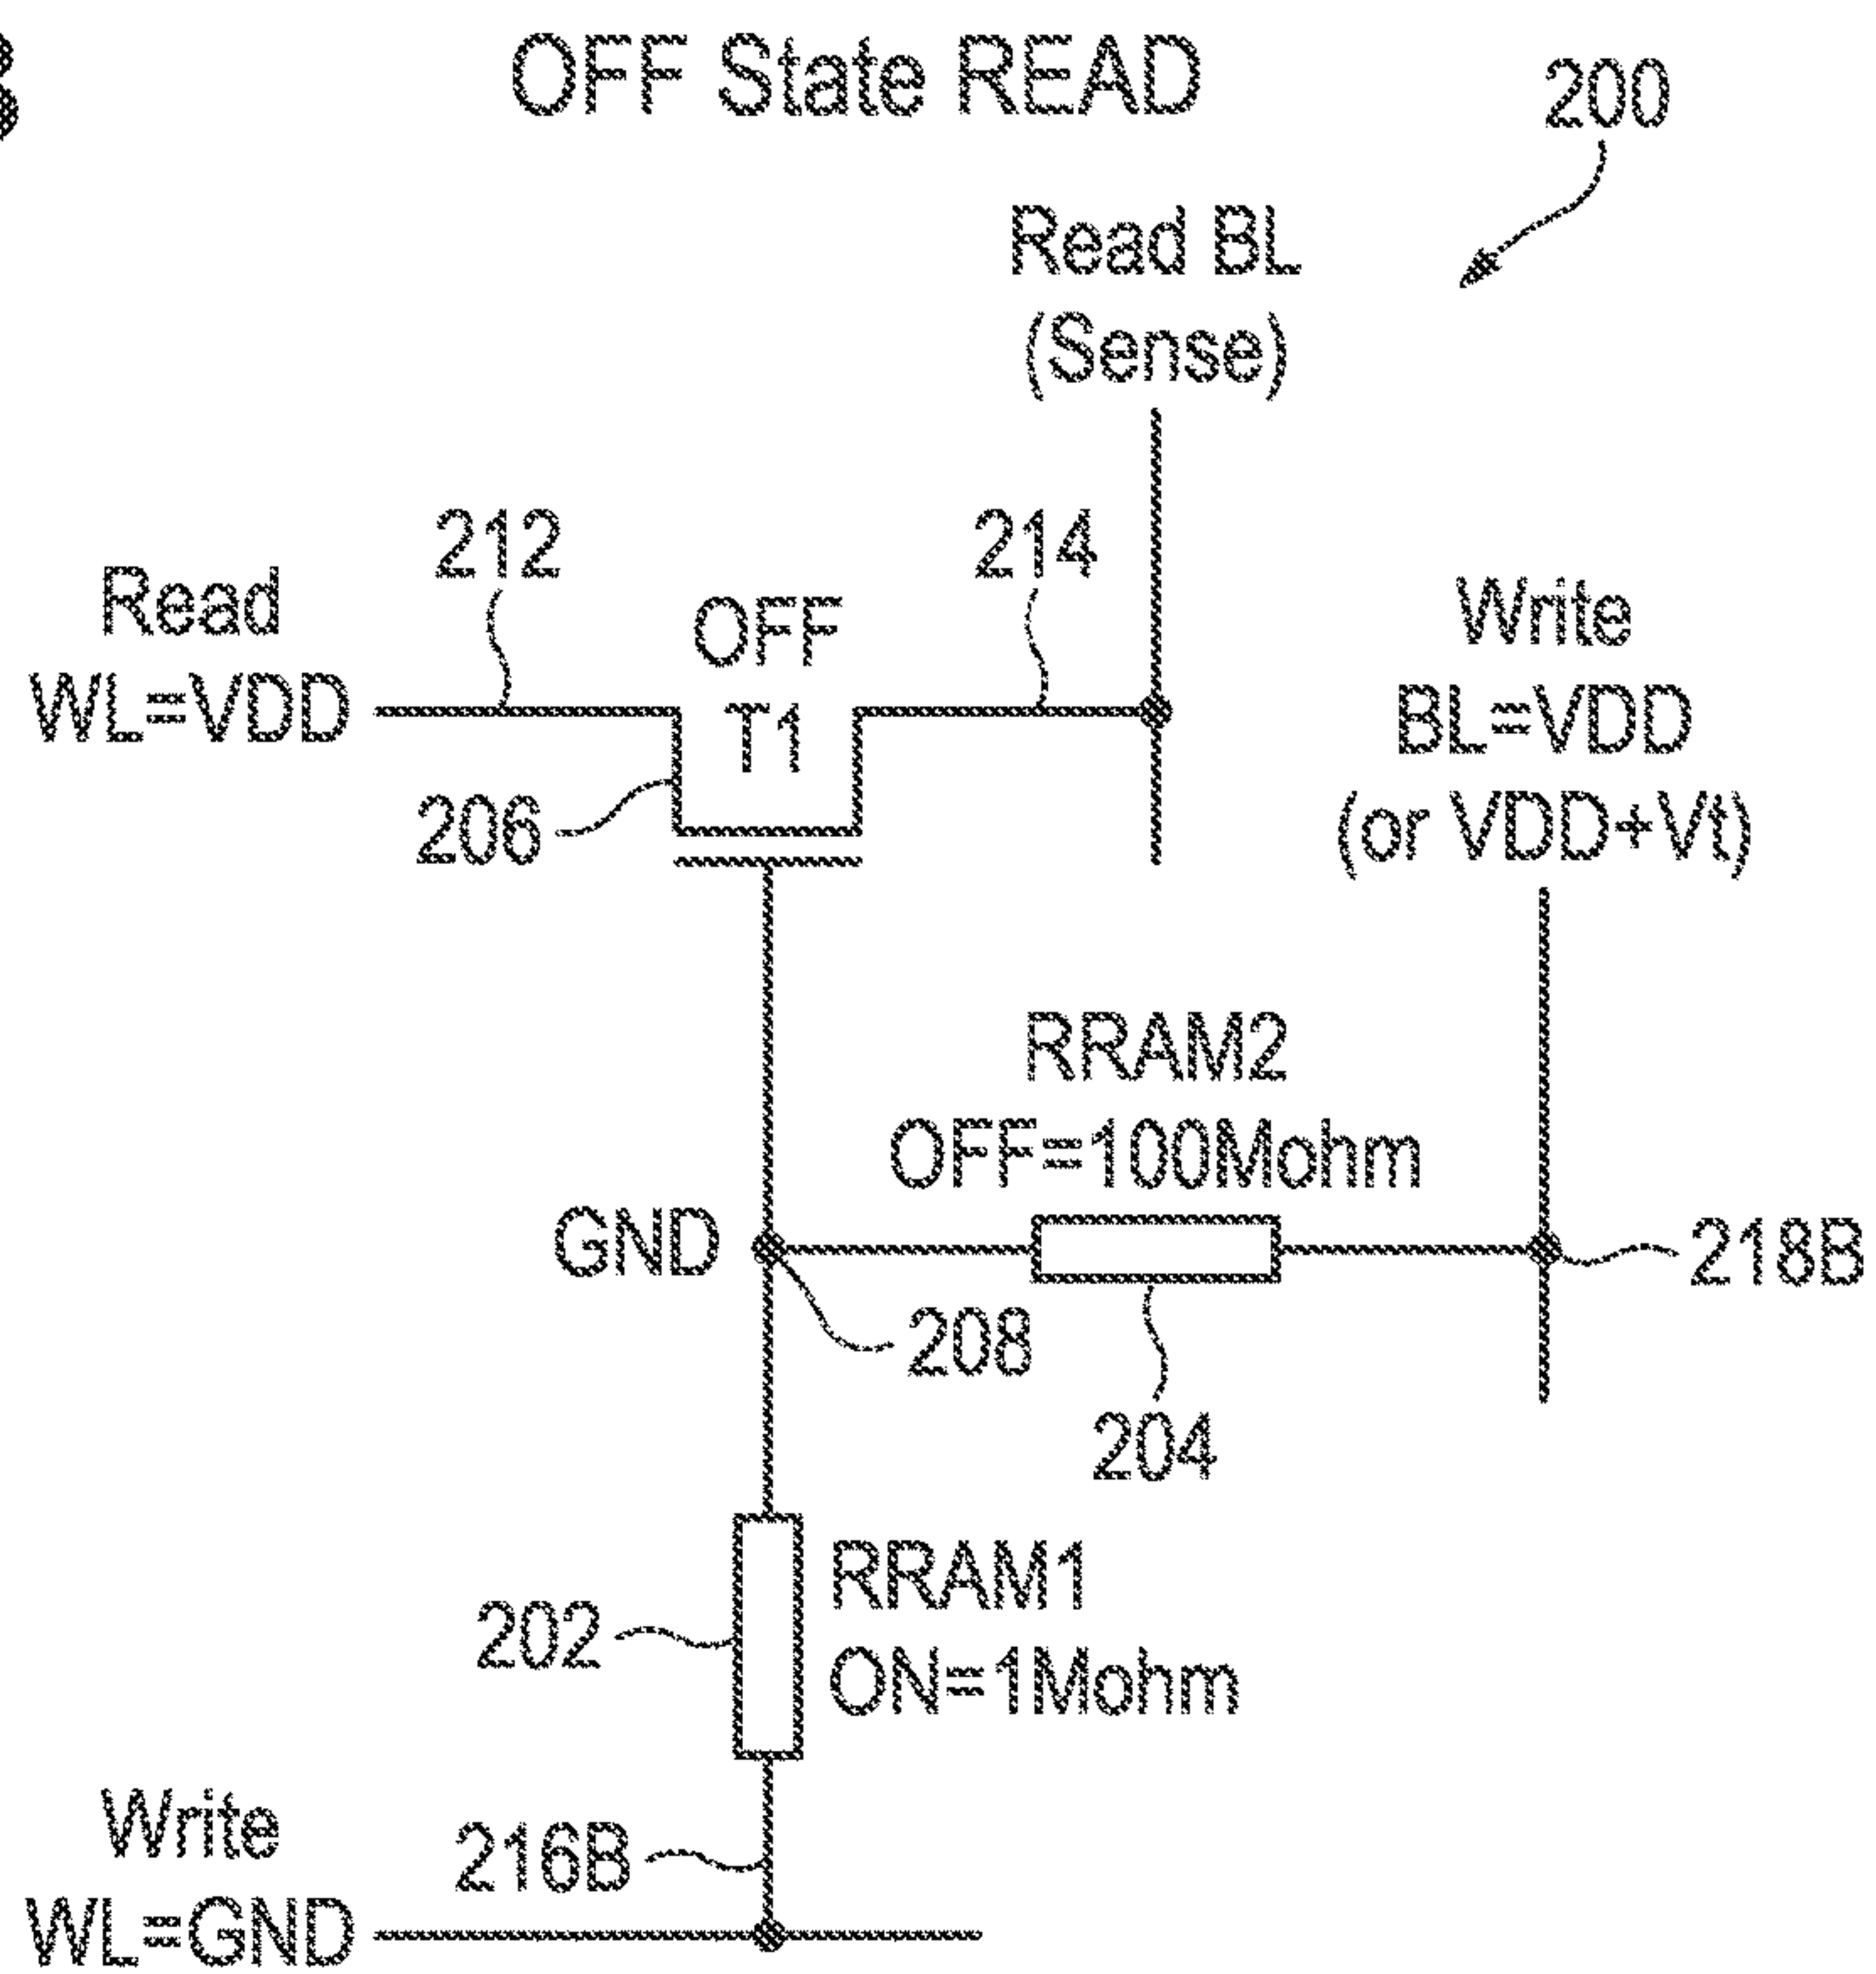 OFF State READ
200
Read BL
(Sense)
212
214
Read
WL=VDD
OFF
T1
206
Write
BL=VDD
(or VDD+Vt)
RRAM2
OFF=100Mohm
GND
218B
208
204
202
RRAM1
ON=1Mohm
Write
WL=GND
216B